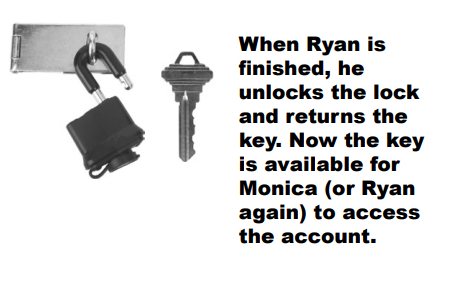 When Ryan is
finished, he
unlocks the lock
and returns the
key. Now the key
is available for
Monica (or Ryan
again) to access
the account.